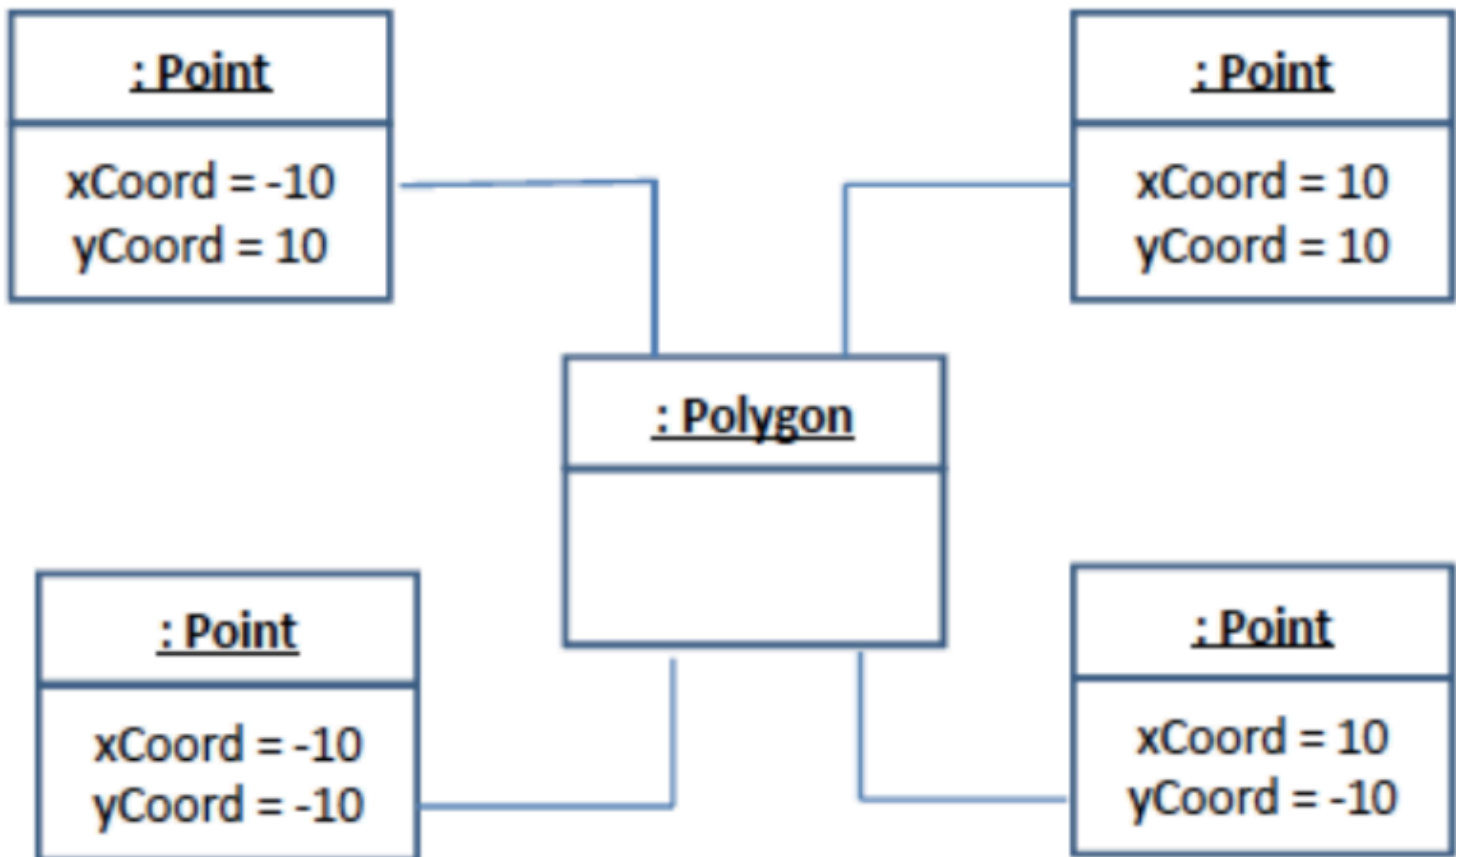 : Point
xCoord = -10
yCoord = 10
: Point
xCoord = 10
yCoord = 10
: Polygon
: Point
xCoord = -10
yCoord = -10
: Point
xCoord = 10
yCoord = -10